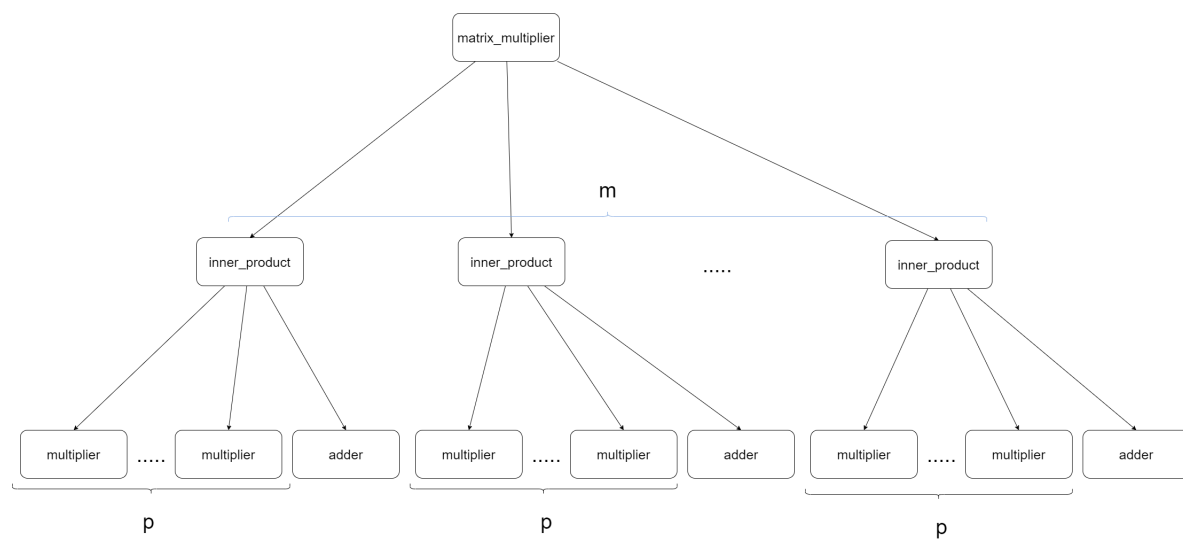 matrix_multiplier
m
inner_product
inner_product
.....
inner_product
multiplier
.....
multiplier
adder
multiplier
.....
multiplier
adder
multiplier
.....
multiplier
adder
p
p
p